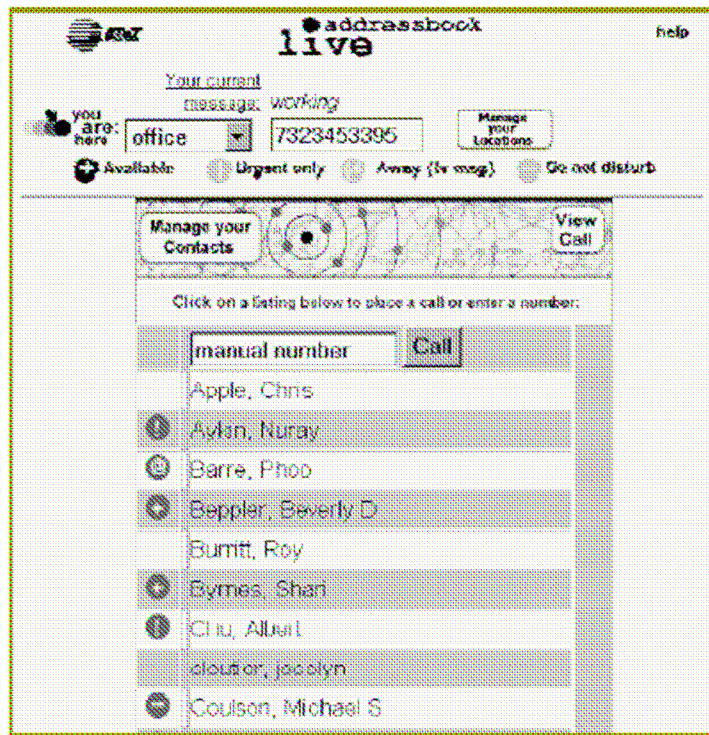 AT&T
live addressbook
help
Your current
message: working
you are: here
office
7323453395
Manage your Locations
Available
Urgent only
Away (lv msg)
Do not disturb
Manage your Contacts
View Call
Click on a listing below to place a call or enter a number:
manual number
Call
Apple, Chris
Aylan, Nuray
Barre, Phoo
Beppler, Beverly D
Burritt, Roy
Byrnes, Shari
Chu, Albert
cloutier, jocelyn
Coulson, Michael S